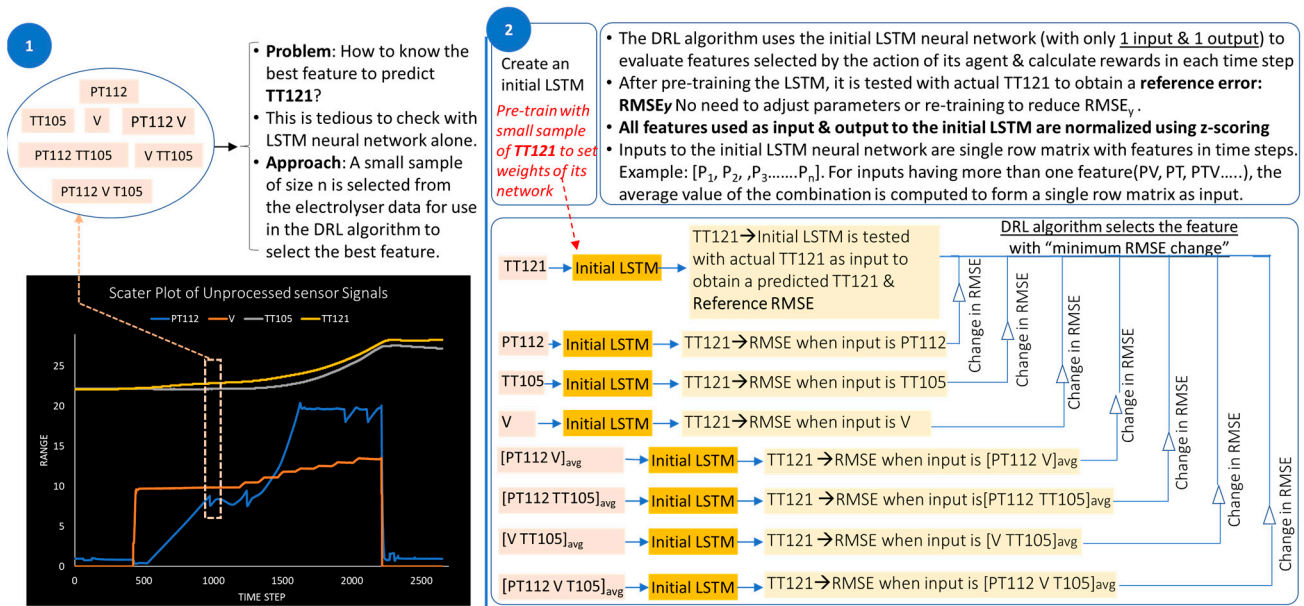 1
PT112
TT105
V
PT112 V
PT112 TT105
V TT105
PT112 V T105
• Problem: How to know the
best feature to predict
TT121?
• This is tedious to check with
LSTM neural network alone.
• Approach: A small sample
of size n is selected from
the electrolyser data for use
in the DRL algorithm to
select the best feature.
Scater Plot of Unprocessed sensor Signals
PT112 V TT105 TT121
RANGE
25
20
15
10
5
0
0 500 1000 1500 2000 2500
TIME STEP
2
Create an
initial LSTM
Pre-train with
small sample
of TT121 to set
weights of its
network
• The DRL algorithm uses the initial LSTM neural network (with only 1 input & 1 output) to
evaluate features selected by the action of its agent & calculate rewards in each time step
• After pre-training the LSTM, it is tested with actual TT121 to obtain a reference error:
RMSEy No need to adjust parameters or re-training to reduce RMSEy .
• All features used as input & output to the initial LSTM are normalized using z-scoring
• Inputs to the initial LSTM neural network are single row matrix with features in time steps.
Example: [P1, P2, ,P3.......Pn]. For inputs having more than one feature(PV, PT, PTV.....), the
average value of the combination is computed to form a single row matrix as input.
DRL algorithm selects the feature
with “minimum RMSE change”
TT121
Initial LSTM
TT121→Initial LSTM is tested
with actual TT121 as input to
obtain a predicted TT121 &
Reference RMSE
PT112 Initial LSTM TT121→RMSE when input is PT112
TT105 Initial LSTM TT121→RMSE when input is TT105
V Initial LSTM TT121→RMSE when input is V
[PT112 V]avg Initial LSTM TT121→RMSE when input is [PT112 V]avg
[PT112 TT105]avg Initial LSTM TT121→RMSE when input is[PT112 TT105]avg
[V TT105]avg Initial LSTM TT121→RMSE when input is [V TT105]avg
[PT112 V T105]avg Initial LSTM TT121→RMSE when input is [PT112 V T105]avg
Change in RMSE
Change in RMSE
Change in RMSE
Change in RMSE
Change in RMSE
Change in RMSE
Change in RMSE